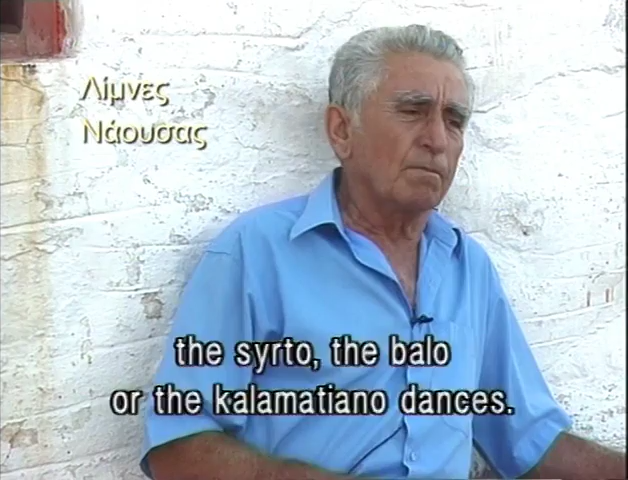 Λίμνες
Νάουσας
the syrto, the balo
or the kalamatiano dances.